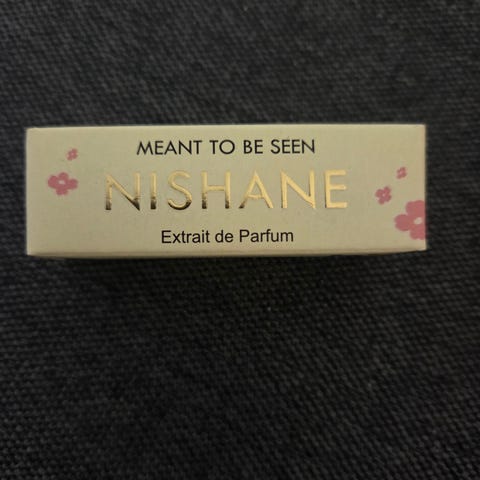 MEANT TO BE SEEN
NISHANE
Extrait de Parfum